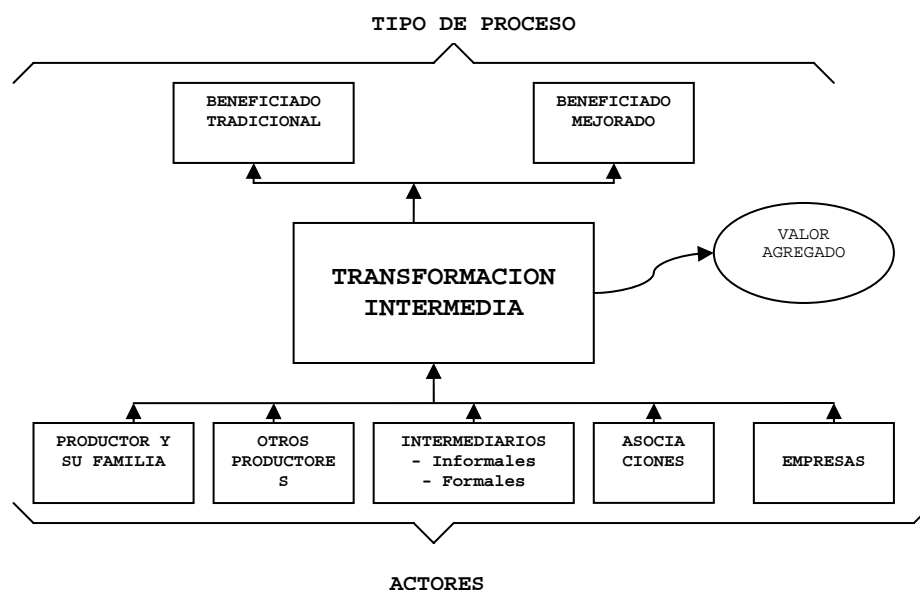 TIPO DE PROCESO
BENEFICIADO
TRADICIONAL
BENEFICIADO
MEJORADO
VALOR
AGREGADO
TRANSFORMACION
INTERMEDIA
PRODUCTOR Y
SU FAMILIA
OTROS
PRODUCTORE
S
INTERMEDIARIOS
- Informales
- Formales
ASOCIA
CIONES
EMPRESAS
ACTORES